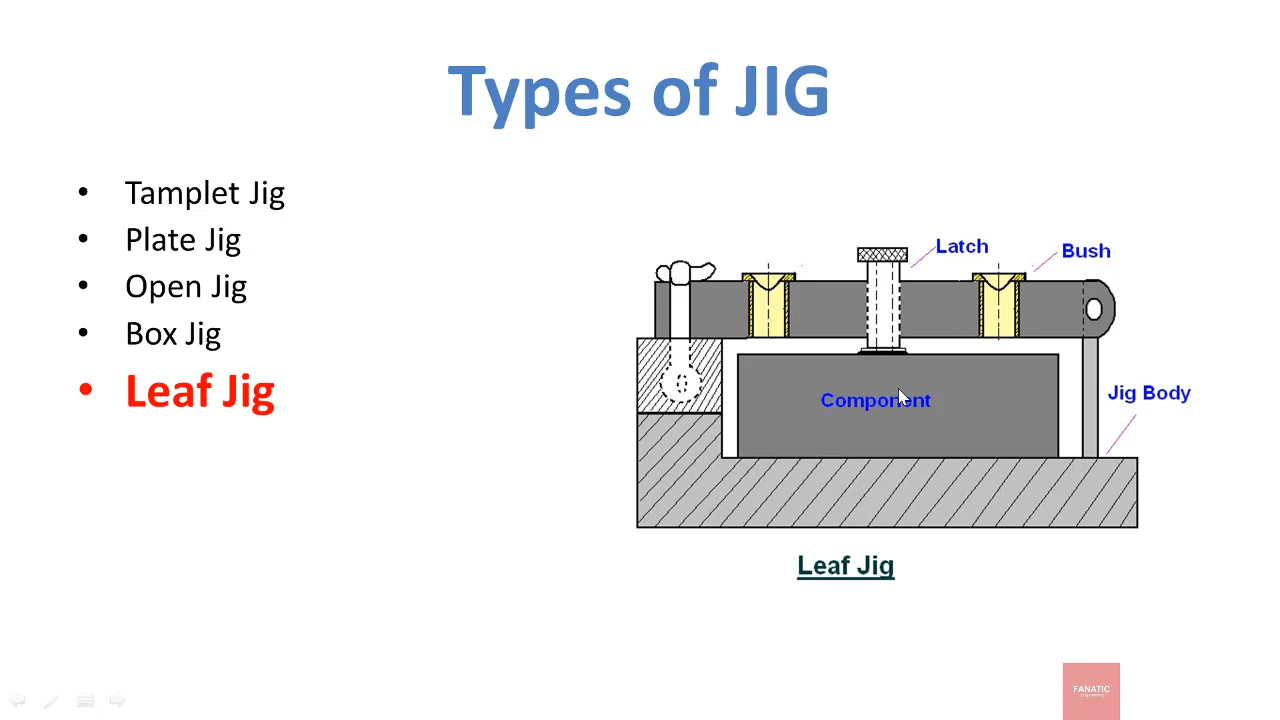 Types of JIG
• Tamplet Jig
• Plate Jig
• Open Jig
• Box Jig
• Leaf Jig
Latch
Bush
Component
Jig Body
Leaf Jig
FANATIC